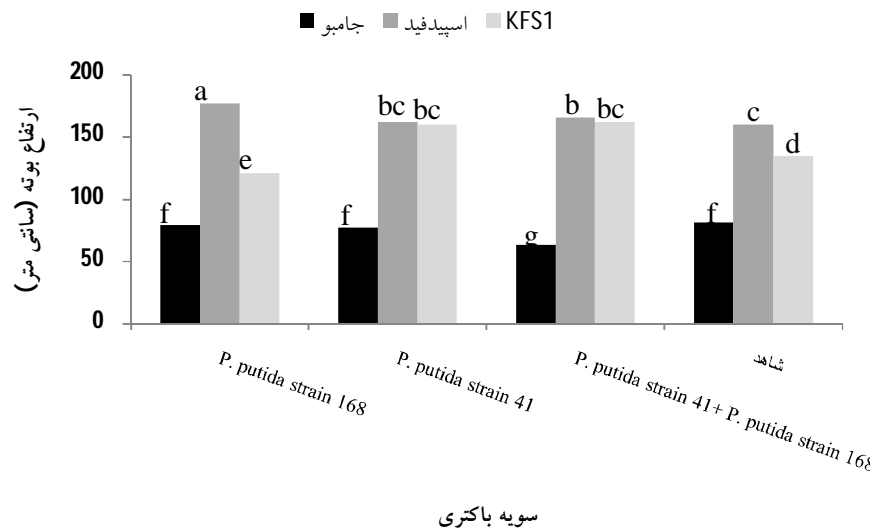 جامبو اسپیدفید KFS1
ارتفاع بوته (سانتی متر)
200
150
100
50
0
f a e
f bc bc
g b bc
f c d
P. putida strain 168
P. putida strain 41
P. putida strain 41+ P. putida strain 168
شاهد
سویه باکتری